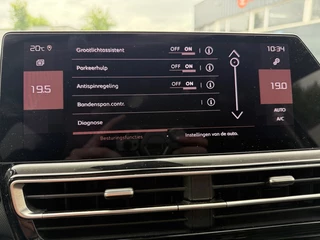 20°c
10:34
Grootlichtassistent OFF ON
Parkeerhulp OFF ON
Antispinregeling OFF ON
Bandenspan.contr.
Diagnose
19.5
19.0
AUTO
A/C
Besturingsfuncties
Instellingen van de auto.